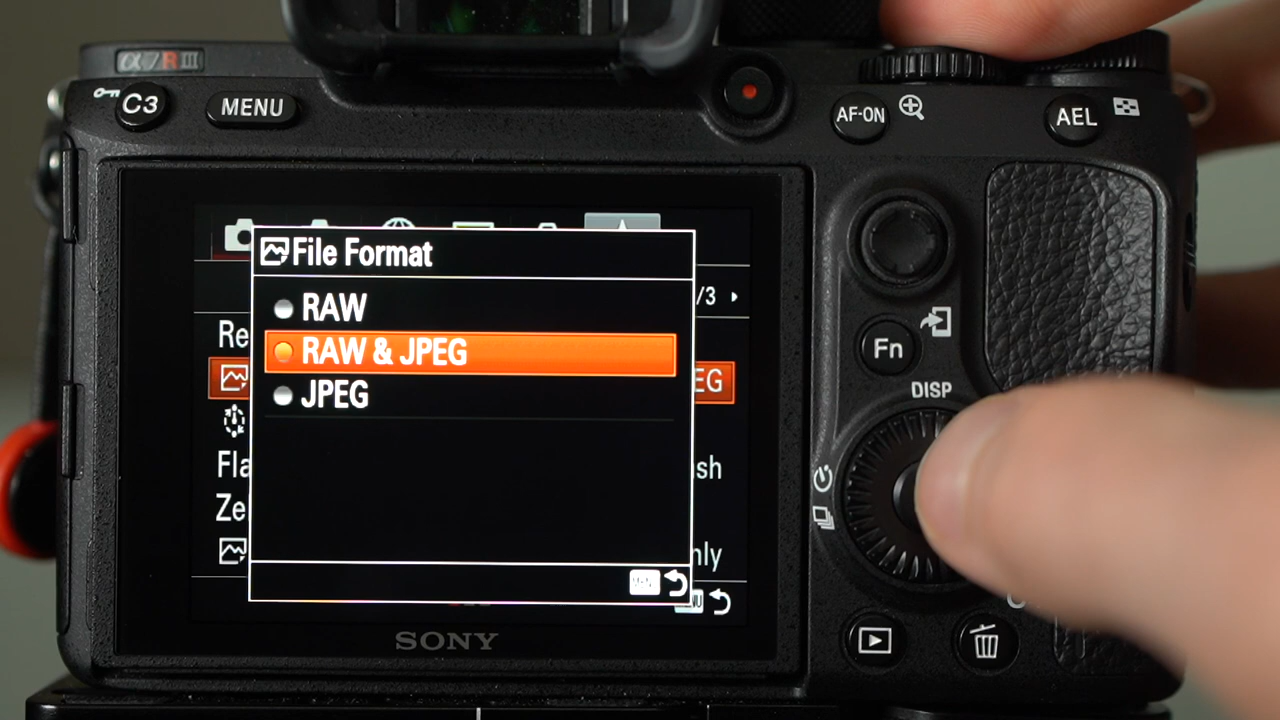 α7RIII
C3
MENU
AF-ON
AEL
File Format
/3
RAW
Re
RAW & JPEG
EG
JPEG
Fla
sh
Ze
nly
MENU
SONY
Fn
DISP